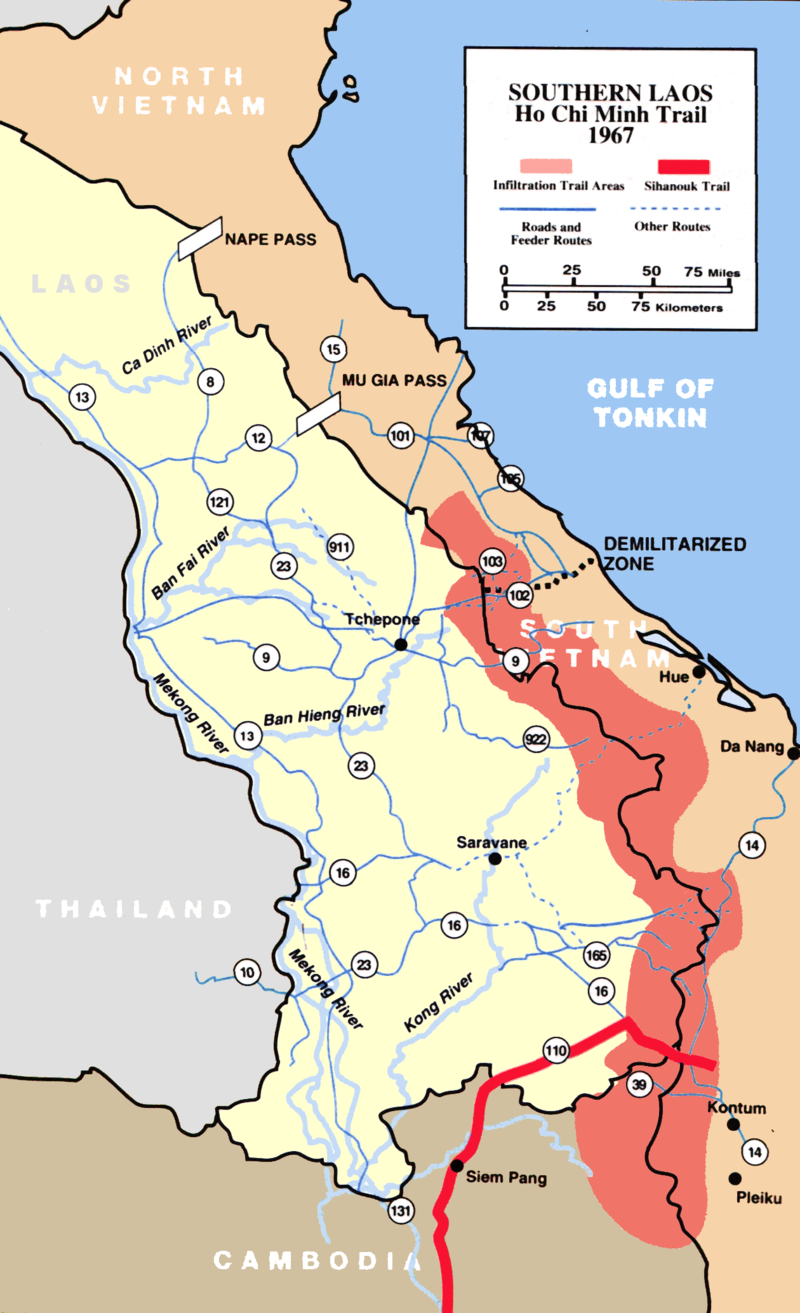 NORTH
VIETNAM
SOUTHERN LAOS
Ho Chi Minh Trail
1967
Infiltration Trail Areas
Sihanouk Trail
Roads and
Feeder Routes
Other Routes
0 25 50 75 Miles
0 25 50 75 Kilometers
NAPE PASS
LAOS
Ca Dinh River
15
MU GIA PASS
8
13
GULF OF
TONKIN
12
101
107
105
121
911
Ban Fai River
23
103
DEMILITARIZED
ZONE
102
Tchepone
SOUTH
VIETNAM
9
9
Hue
Mekong River
Ban Hieng River
13
922
Da Nang
23
Saravane
14
16
THAILAND
16
165
10
23
Mekong River
Kong River
16
110
39
Kontum
14
Siem Pang
Pleiku
131
CAMBODIA